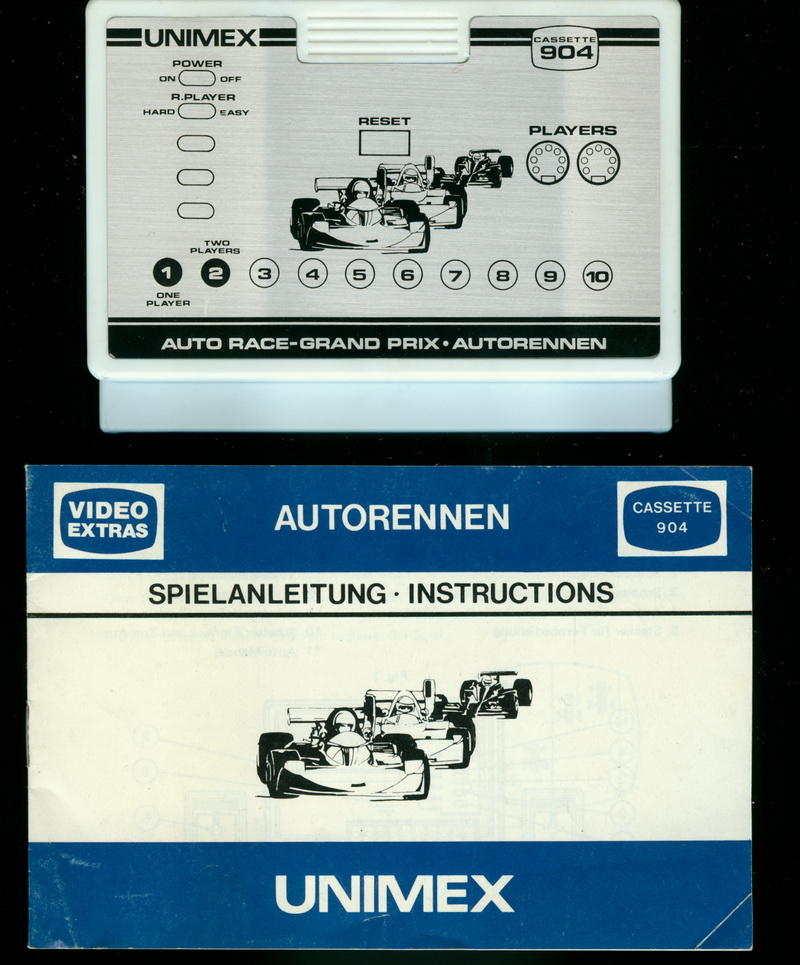 UNIMEX
CASSETTE
904
POWER
ON OFF
R.PLAYER
HARD EASY
RESET
PLAYERS
TWO
PLAYERS
1 2 3 4 5 6 7 8 9 10
ONE
PLAYER
AUTO RACE-GRAND PRIX•AUTORENNEN
VIDEO
EXTRAS
AUTORENNEN
CASSETTE
904
SPIELANLEITUNG · INSTRUCTIONS
UNIMEX